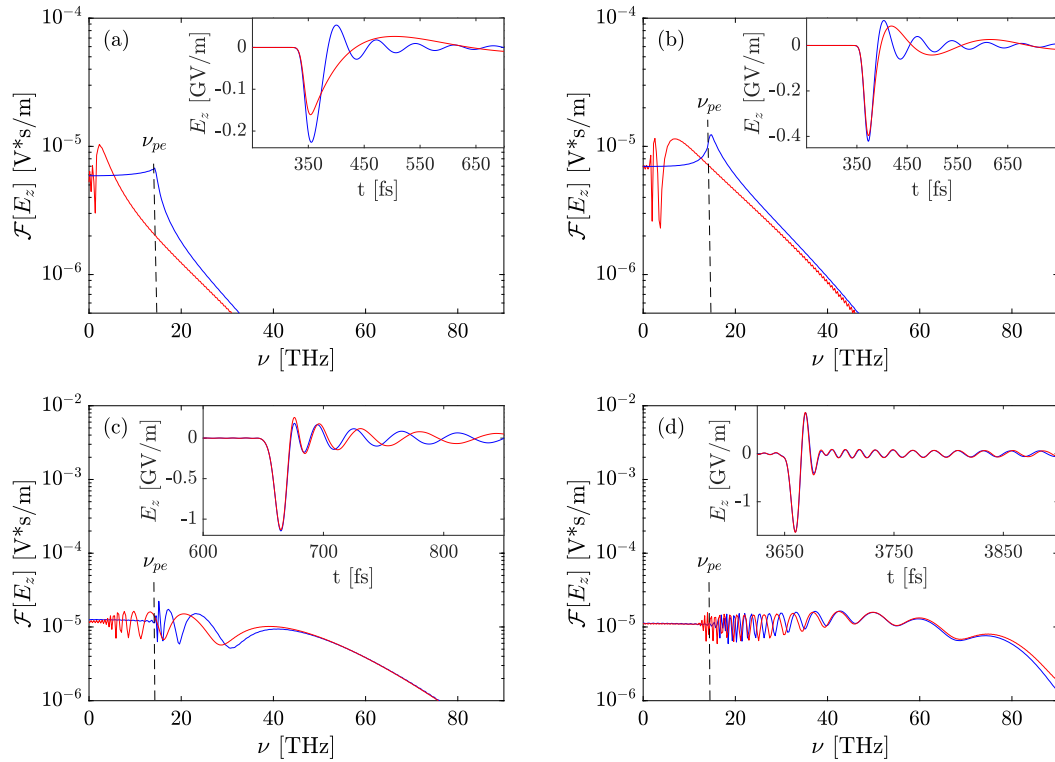 (a)
E_z [GV/m]
0
-0.1
-0.2
350 450 550 650
t [fs]
ν_pe
𝓕[E_z] [V*s/m]
10^-4
10^-5
10^-6
0 20 40 60 80
ν [THz]
(b)
E_z [GV/m]
0
-0.2
-0.4
350 450 550 650
t [fs]
ν_pe
𝓕[E_z] [V*s/m]
10^-4
10^-5
10^-6
0 20 40 60 80
ν [THz]
(c)
E_z [GV/m]
0
-0.5
-1
600 700 800
t [fs]
ν_pe
𝓕[E_z] [V*s/m]
10^-2
10^-3
10^-4
10^-5
10^-6
0 20 40 60 80
ν [THz]
(d)
E_z [GV/m]
0
-1
3650 3750 3850
t [fs]
ν_pe
𝓕[E_z] [V*s/m]
10^-2
10^-3
10^-4
10^-5
10^-6
0 20 40 60 80
ν [THz]